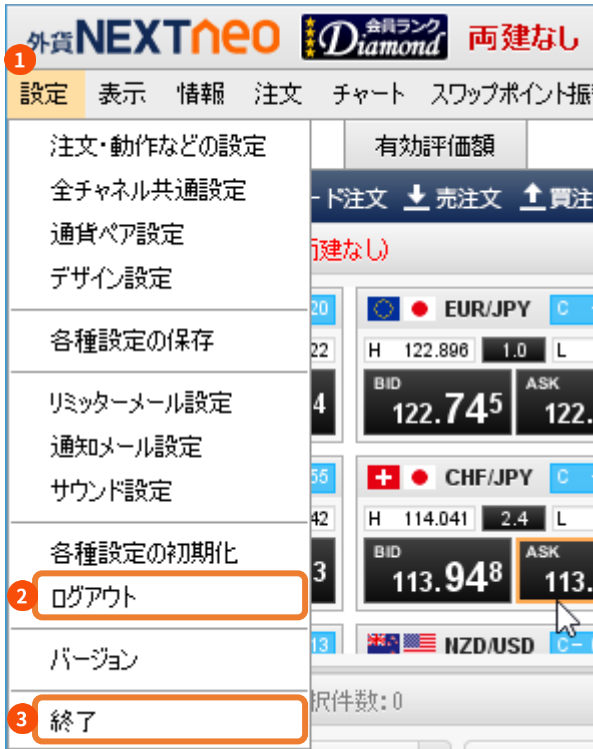 外貨NEXTneo 会員ランク Diamond 両建なし
1
設定 表示 情報 注文 チャート スワップポイント振
注文・動作などの設定 有効評価額
全チャネル共通設定 ード注文 売注文 買注
通貨ペア設定 両建なし)
デザイン設定
20 EUR/JPY C -
各種設定の保存 22 H 122.896 1.0 L
リミッターメール設定 4 BID 122.745 ASK 122.
通知メール設定
サウンド設定 55 CHF/JPY C -
42 H 114.041 2.4 L
各種設定の初期化 3 BID 113.948 ASK 113.
2 ログアウト
バージョン 13 NZD/USD C -
択件数:0
3 終了